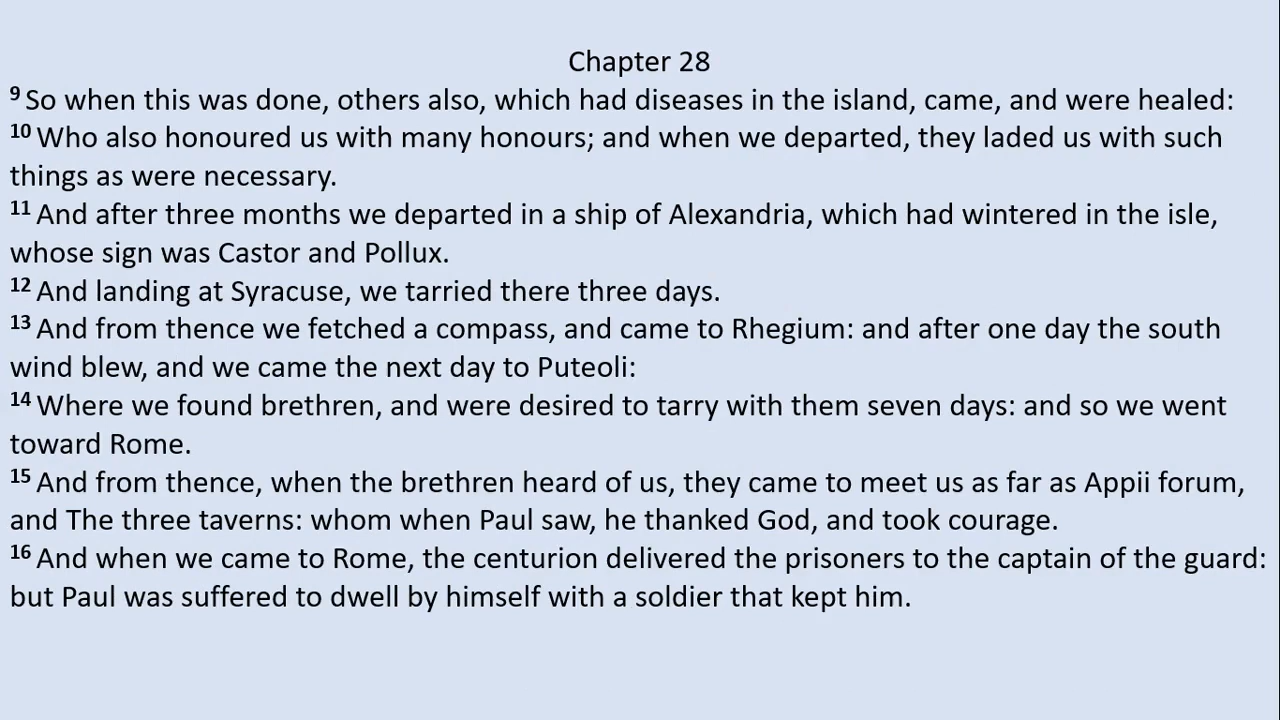 Chapter 28
9 So when this was done, others also, which had diseases in the island, came, and were healed:
10 Who also honoured us with many honours; and when we departed, they laded us with such
things as were necessary.
11 And after three months we departed in a ship of Alexandria, which had wintered in the isle,
whose sign was Castor and Pollux.
12 And landing at Syracuse, we tarried there three days.
13 And from thence we fetched a compass, and came to Rhegium: and after one day the south
wind blew, and we came the next day to Puteoli:
14 Where we found brethren, and were desired to tarry with them seven days: and so we went
toward Rome.
15 And from thence, when the brethren heard of us, they came to meet us as far as Appii forum,
and The three taverns: whom when Paul saw, he thanked God, and took courage.
16 And when we came to Rome, the centurion delivered the prisoners to the captain of the guard:
but Paul was suffered to dwell by himself with a soldier that kept him.